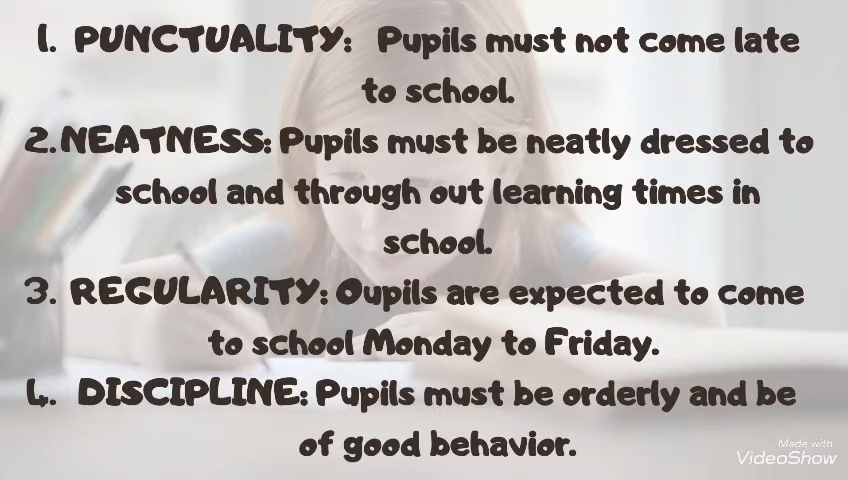 1. PUNCTUALITY: Pupils must not come late
to school.
2. NEATNESS: Pupils must be neatly dressed to
school and through out learning times in
school.
3. REGULARITY: Oupils are expected to come
to school Monday to Friday.
4. DISCIPLINE: Pupils must be orderly and be
of good behavior.
Made with
VideoShow